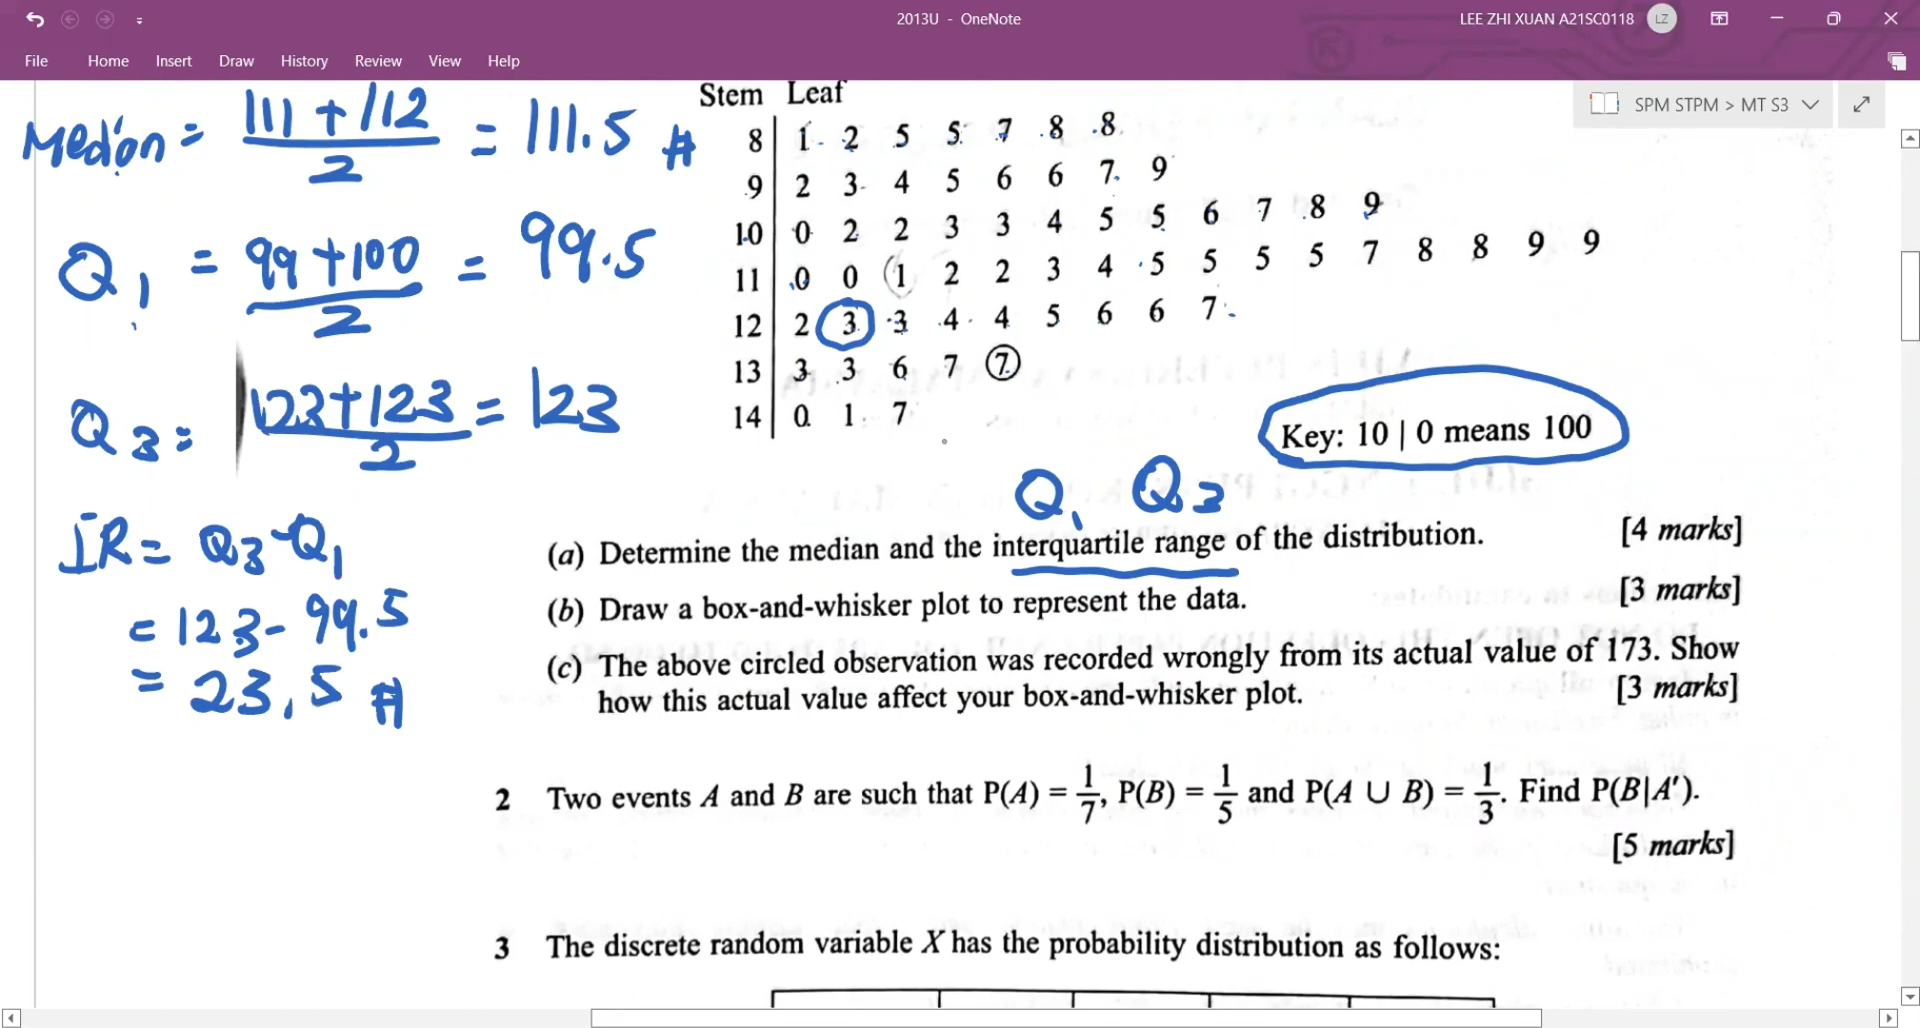 2013U - OneNote
LEE ZHI XUAN A21SC0118
LZ
File Home Insert Draw History Review View Help
SPM STPM > MT S3
Median = 111 + 112 / 2 = 111.5 #
Q1 = 99 + 100 / 2 = 99.5
Q3 = 123 + 123 / 2 = 123
IR = Q3 - Q1
= 123 - 99.5
= 23.5 #
Stem Leaf
8 | 1 2 5 5 7 8 8
9 | 2 3 4 5 6 6 7 9
10 | 0 2 2 3 3 4 5 5 6 7 8 9
11 | 0 0 1 2 2 3 4 5 5 5 5 7 8 8 9 9
12 | 2 3 3 4 4 5 6 6 7
13 | 3 3 6 7 7
14 | 0 1 7
Key: 10 | 0 means 100
Q1 Q3
(a) Determine the median and the interquartile range of the distribution. [4 marks]
(b) Draw a box-and-whisker plot to represent the data. [3 marks]
(c) The above circled observation was recorded wrongly from its actual value of 173. Show
how this actual value affect your box-and-whisker plot. [3 marks]
2 Two events A and B are such that P(A) = 1/7, P(B) = 1/5 and P(A ∪ B) = 1/3. Find P(B|A′).
[5 marks]
3 The discrete random variable X has the probability distribution as follows: